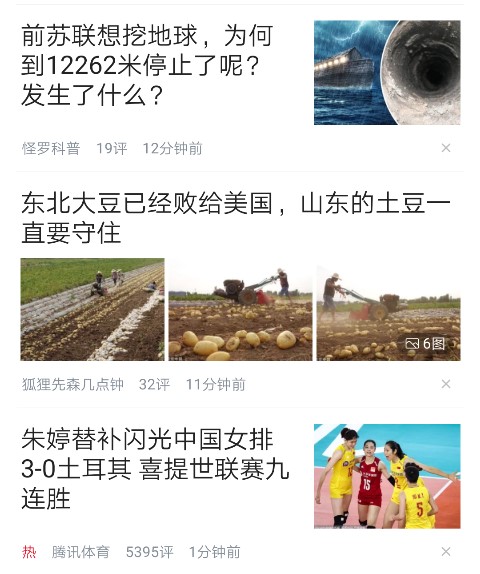 前苏联想挖地球，为何
到12262米停止了呢？
发生了什么？
怪罗科普 19评 12分钟前
东北大豆已经败给美国，山东的土豆一
直要守住
6图
狐狸先森几点钟 32评 11分钟前
朱婷替补闪光中国女排
3-0土耳其 喜提世联赛九
连胜
15
5
热 腾讯体育 5395评 1分钟前